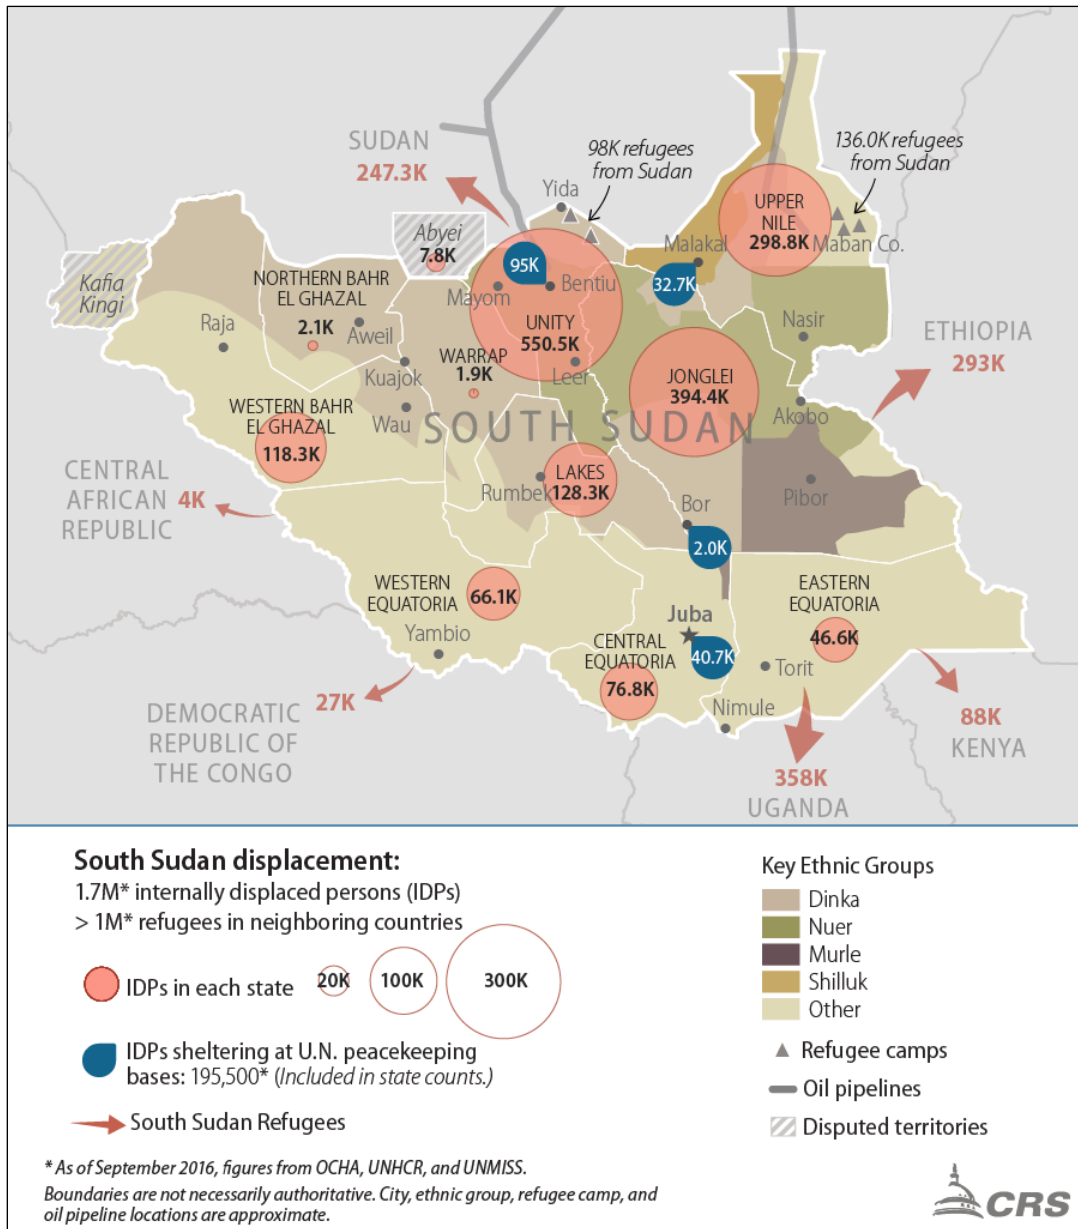 SUDAN
247.3K
98K refugees
from Sudan
136.0K refugees
from Sudan
Yida
UPPER
NILE
298.8K
Maban Co.
Abyei
7.8K
Malakal
32.7K
95K
Kafia
Kingi
NORTHERN BAHR
EL GHAZAL
2.1K
Aweil
Raja
Mayom
Bentiu
UNITY
550.5K
Nasir
ETHIOPIA
293K
WARRAP
1.9K
Kuajok
Leer
JONGLEI
394.4K
Akobo
WESTERN BAHR
EL GHAZAL
118.3K
Wau
SOUTH SUDAN
CENTRAL
AFRICAN
REPUBLIC
4K
Rumbek
LAKES
128.3K
Bor
2.0K
Pibor
WESTERN
EQUATORIA
66.1K
Yambio
Juba
40.7K
CENTRAL
EQUATORIA
76.8K
EASTERN
EQUATORIA
46.6K
Torit
Nimule
27K
DEMOCRATIC
REPUBLIC OF
THE CONGO
88K
KENYA
358K
UGANDA
South Sudan displacement:
1.7M* internally displaced persons (IDPs)
> 1M* refugees in neighboring countries
IDPs in each state
20K
100K
300K
IDPs sheltering at U.N. peacekeeping
bases: 195,500* (Included in state counts.)
South Sudan Refugees
* As of September 2016, figures from OCHA, UNHCR, and UNMISS.
Boundaries are not necessarily authoritative. City, ethnic group, refugee camp, and
oil pipeline locations are approximate.
Key Ethnic Groups
Dinka
Nuer
Murle
Shilluk
Other
Refugee camps
Oil pipelines
Disputed territories
CRS